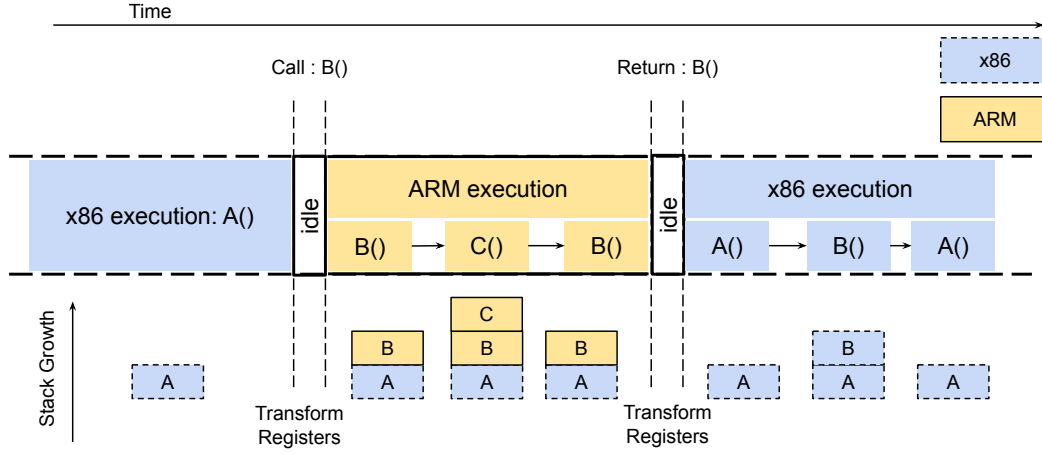 Time
Call : B()
Return : B()
x86
ARM
x86 execution: A()
idle
ARM execution
B()
C()
B()
idle
x86 execution
A()
B()
A()
Stack Growth
A
B
A
C
B
A
B
A
A
B
A
A
Transform
Registers
Transform
Registers